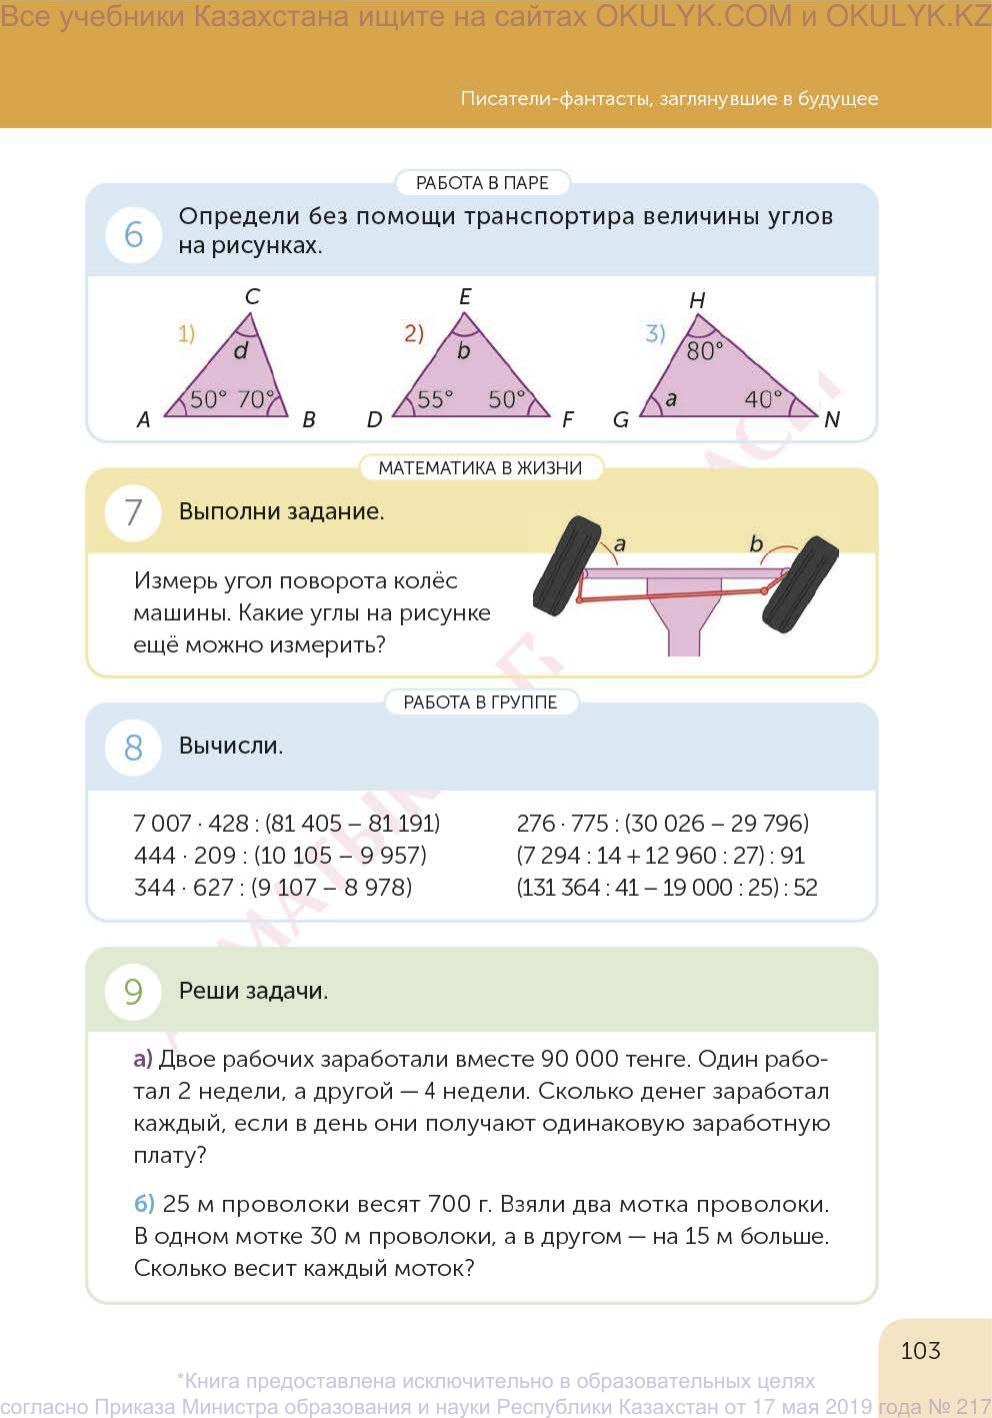 Все учебники Казахстана ищите на сайтах OKULYK.COM и OKULYK.KZ
Писатели-фантасты, заглянувшие в будущее
РАБОТА В ПАРЕ
6
Определи без помощи транспортира величины углов
на рисунках.
1) C d 50° 70° A B
2) E b 55° 50° D F
3) H 80° a 40° G N
МАТЕМАТИКА В ЖИЗНИ
7
Выполни задание.
a b
Измерь угол поворота колёс
машины. Какие углы на рисунке
ещё можно измерить?
РАБОТА В ГРУППЕ
8
Вычисли.
7 007 · 428 : (81 405 – 81 191)
444 · 209 : (10 105 – 9 957)
344 · 627 : (9 107 – 8 978)
276 · 775 : (30 026 – 29 796)
(7 294 : 14 + 12 960 : 27) : 91
(131 364 : 41 – 19 000 : 25) : 52
9
Реши задачи.
а) Двое рабочих заработали вместе 90 000 тенге. Один рабо-
тал 2 недели, а другой — 4 недели. Сколько денег заработал
каждый, если в день они получают одинаковую заработную
плату?
б) 25 м проволоки весят 700 г. Взяли два мотка проволоки.
В одном мотке 30 м проволоки, а в другом — на 15 м больше.
Сколько весит каждый моток?
103
*Книга предоставлена исключительно в образовательных целях
согласно Приказа Министра образования и науки Республики Казахстан от 17 мая 2019 года № 217